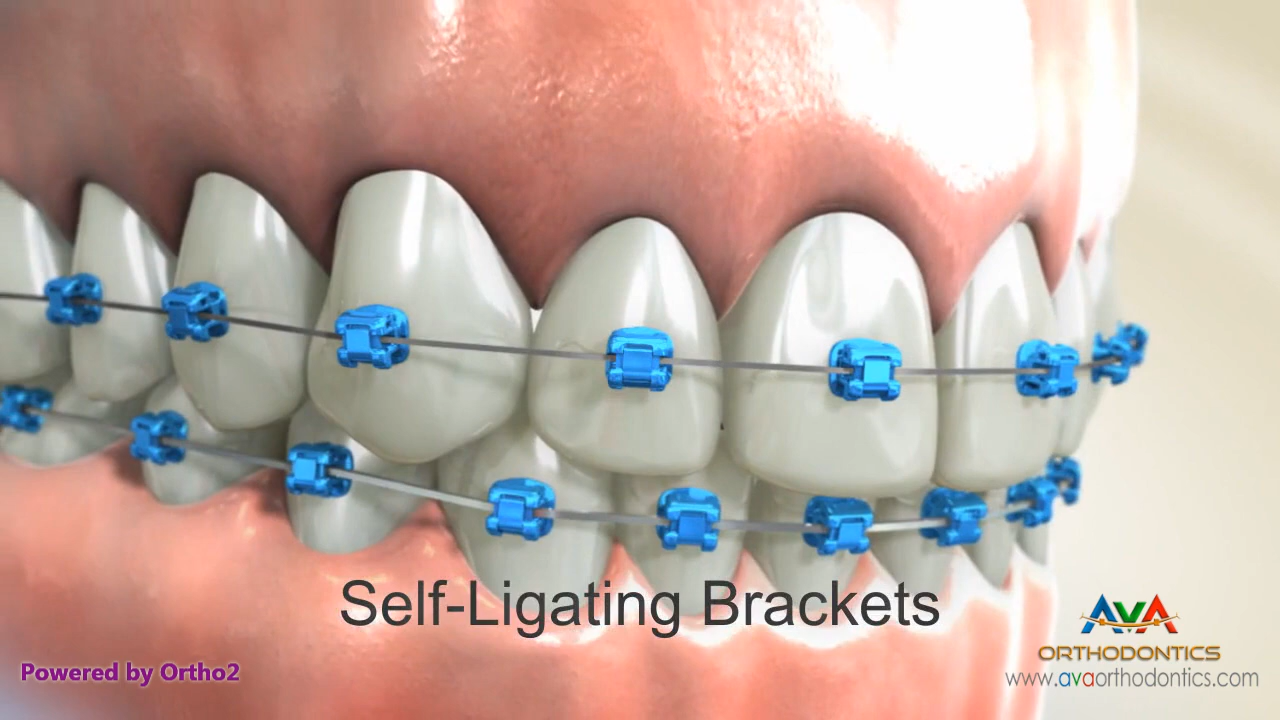 Self-Ligating Brackets
Powered by Ortho2
AVA
ORTHODONTICS
www.avaorthodontics.com